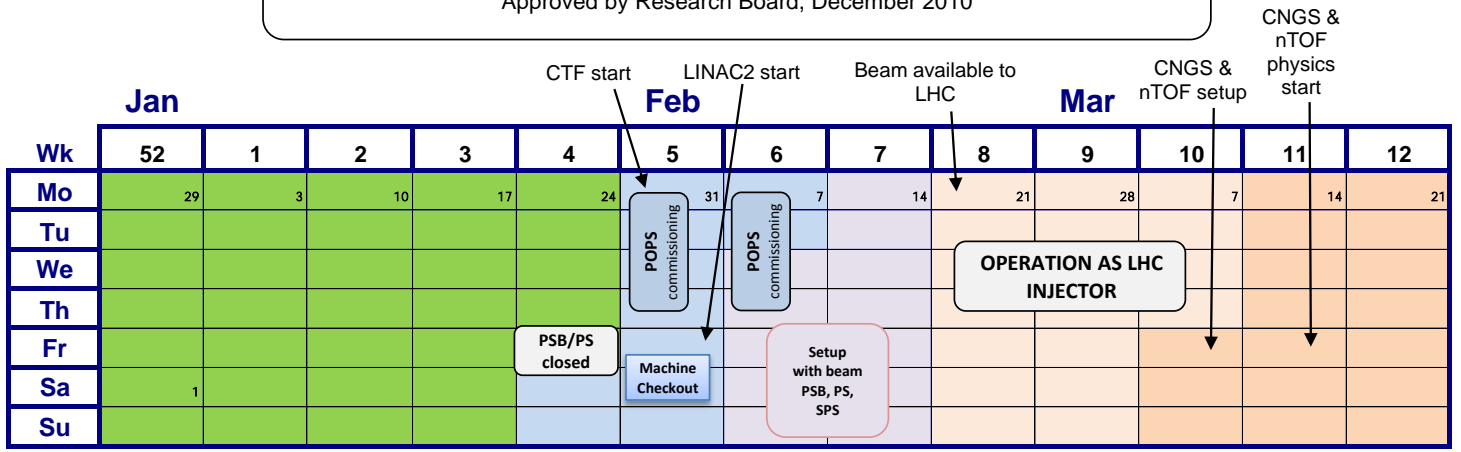 Approved by Research Board, December 2010
CNGS &
nTOF
physics
start
CTF start
LINAC2 start
Beam available to
LHC
CNGS &
nTOF setup
Jan
Feb
Mar
Wk 52 1 2 3 4 5 6 7 8 9 10 11 12
Mo 29 3 10 17 24 31 7 14 21 28 7 14 21
Tu
We
Th
Fr
Sa 1
Su
POPS
commissioning
POPS
commissioning
OPERATION AS LHC
INJECTOR
PSB/PS
closed
Machine
Checkout
Setup
with beam
PSB, PS,
SPS